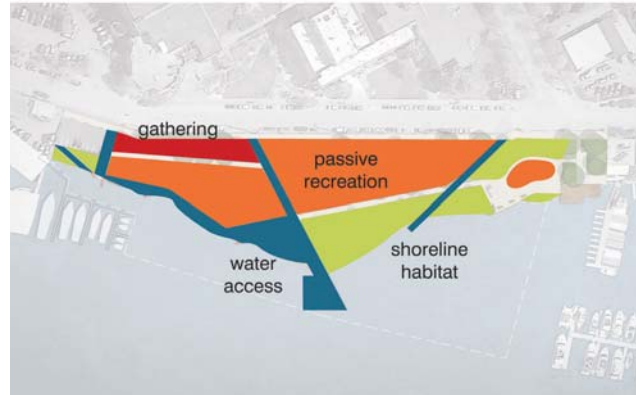 gathering
passive
recreation
water
access
shoreline
habitat